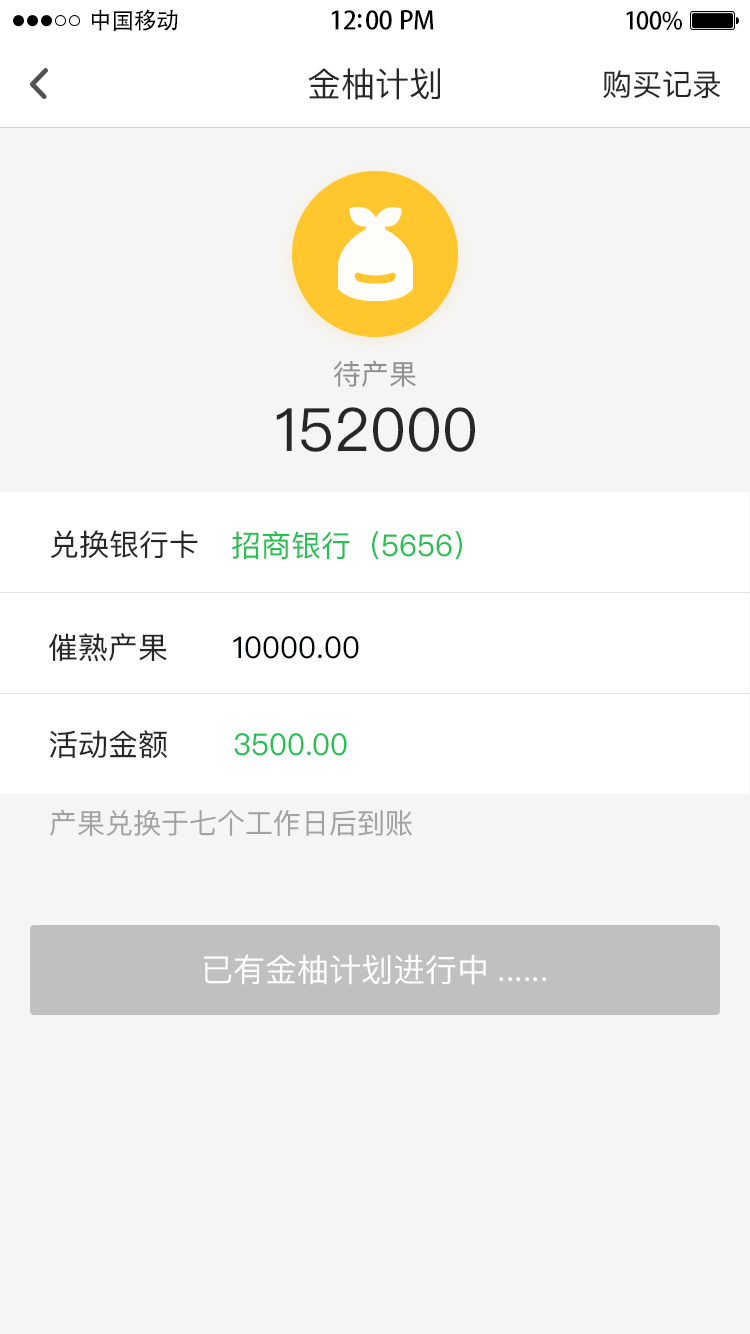 中国移动 12:00 PM 100%
金柚计划 购买记录
待产果
152000
兑换银行卡 招商银行（5656）
催熟产果 10000.00
活动金额 3500.00
产果兑换于七个工作日后到账
已有金柚计划进行中 ......